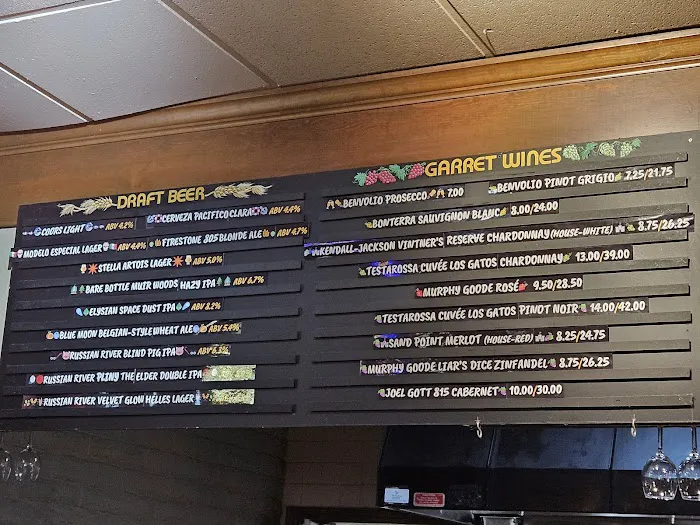 DRAFT BEER
COORS LIGHT ABV 4.2% CERVEZA PACIFICO CLARA ABV 4.4%
MODELO ESPECIAL LAGER ABV 4.4% FIRESTONE 805 BLONDE ALE ABV 4.7%
STELLA ARTOIS LAGER ABV 5.0%
BARE BOTTLE MUIR WOODS HAZY IPA ABV 6.7%
ELYSIAN SPACE DUST IPA ABV 8.2%
BLUE MOON BELGIAN-STYLE WHEAT ALE ABV 5.4%
RUSSIAN RIVER BLIND PIG IPA ABV
RUSSIAN RIVER PLINY THE ELDER DOUBLE IPA
RUSSIAN RIVER VELVET GLOW HELLES LAGER
GARRET WINES
BENVOLIO PROSECCO 7.00 BENVOLIO PINOT GRIGIO 7.25/21.75
BONTERRA SAUVIGNON BLANC 8.00/24.00
KENDALL-JACKSON VINTNER'S RESERVE CHARDONNAY (HOUSE-WHITE) 8.75/26.25
TESTAROSSA CUVÉE LOS GATOS CHARDONNAY 13.00/39.00
MURPHY GOODE ROSÉ 9.50/28.50
TESTAROSSA CUVÉE LOS GATOS PINOT NOIR 14.00/42.00
SAND POINT MERLOT (HOUSE-RED) 8.25/24.75
MURPHY GOODE LIAR'S DICE ZINFANDEL 8.75/26.25
JOEL GOTT 815 CABERNET 10.00/30.00